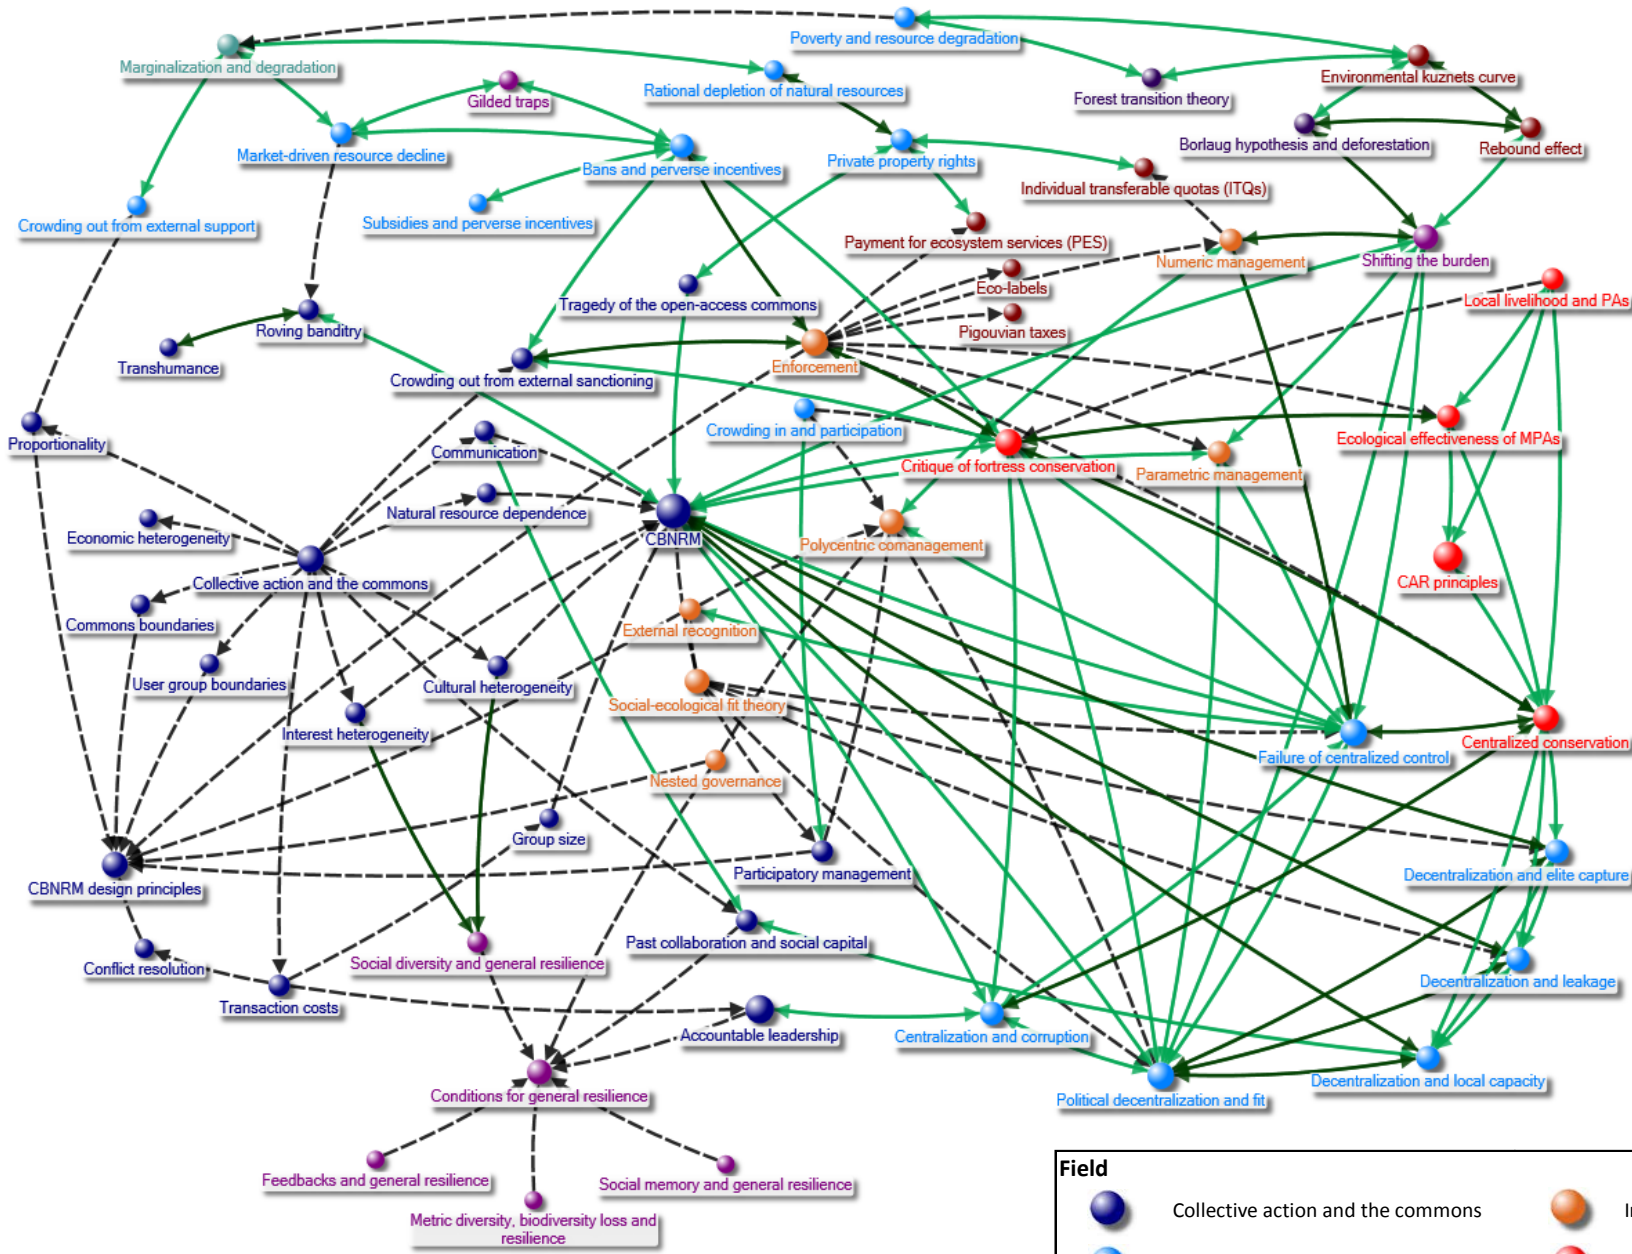 Poverty and resource degradation
Marginalization and degradation
Environmental kuznets curve
Rational depletion of natural resources
Gilded traps
Forest transition theory
Borlaug hypothesis and deforestation
Rebound effect
Market-driven resource decline
Bans and perverse incentives
Private property rights
Individual transferable quotas (ITQs)
Crowding out from external support
Subsidies and perverse incentives
Payment for ecosystem services (PES)
Numeric management
Shifting the burden
Eco-labels
Tragedy of the open-access commons
Local livelihood and PAs
Roving banditry
Pigouvian taxes
Transhumance
Enforcement
Crowding out from external sanctioning
Crowding in and participation
Ecological effectiveness of MPAs
Proportionality
Communication
Critique of fortress conservation
Parametric management
Natural resource dependence
Economic heterogeneity
CBNRM
Polycentric comanagement
Collective action and the commons
CAR principles
Commons boundaries
External recognition
User group boundaries
Cultural heterogeneity
Social-ecological fit theory
Interest heterogeneity
Centralized conservation
Failure of centralized control
Nested governance
Group size
Participatory management
Decentralization and elite capture
CBNRM design principles
Past collaboration and social capital
Social diversity and general resilience
Conflict resolution
Decentralization and leakage
Transaction costs
Accountable leadership
Centralization and corruption
Decentralization and local capacity
Conditions for general resilience
Political decentralization and fit
Feedbacks and general resilience
Social memory and general resilience
Metric diversity, biodiversity loss and
resilience
Field
Collective action and the commons